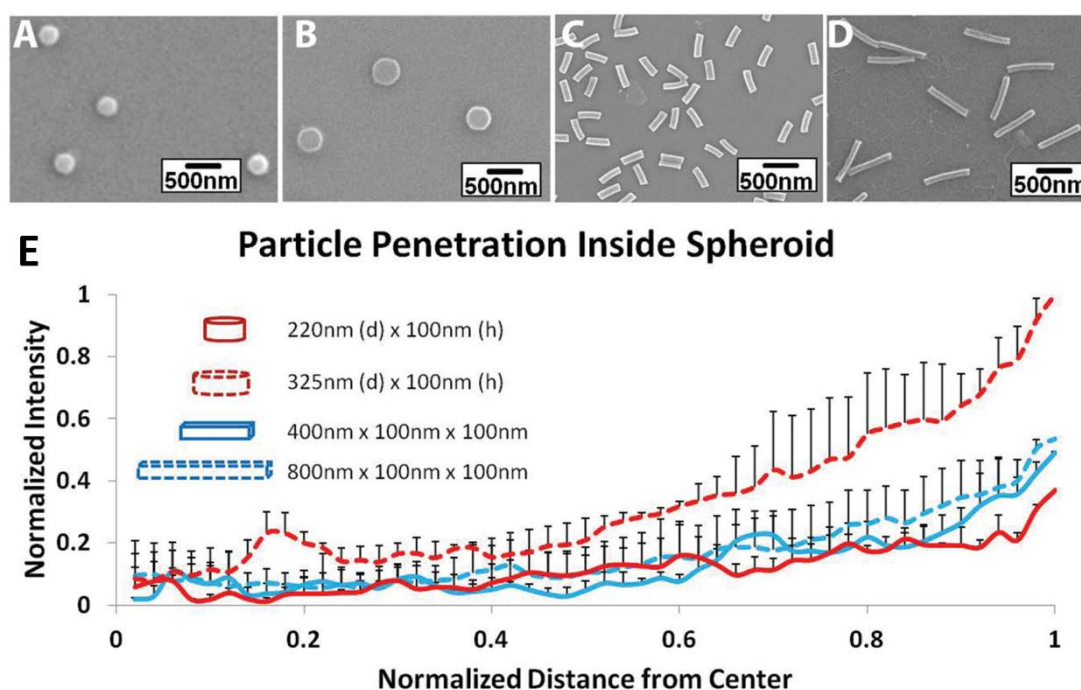 A
B
C
D
500nm
500nm
500nm
500nm
E
Particle Penetration Inside Spheroid
Normalized Intensity
1
0.8
0.6
0.4
0.2
0
220nm (d) x 100nm (h)
325nm (d) x 100nm (h)
400nm x 100nm x 100nm
800nm x 100nm x 100nm
0
0.2
0.4
0.6
0.8
1
Normalized Distance from Center